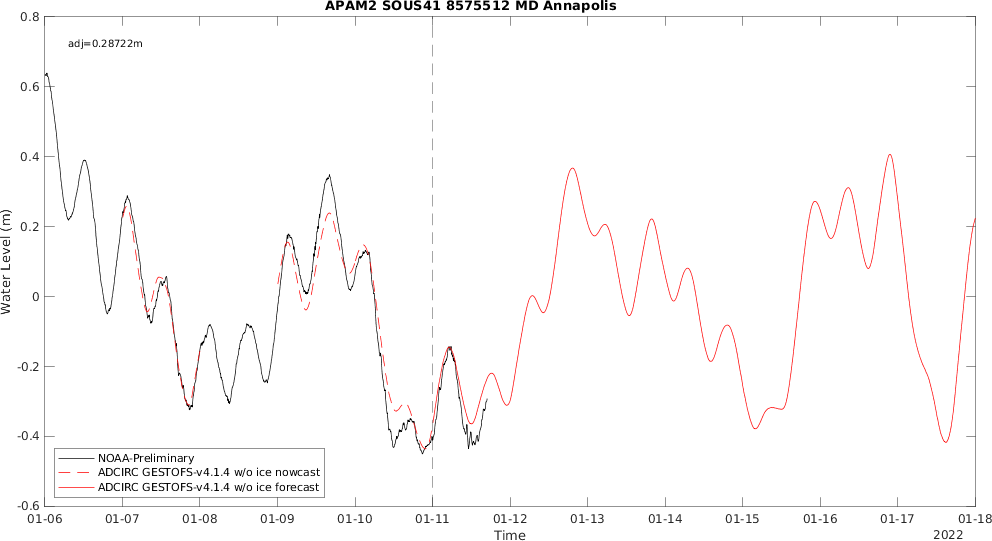 APAM2 SOUS41 8575512 MD Annapolis
adj=0.28722m
0.8
0.6
0.4
0.2
0
-0.2
-0.4
-0.6
Water Level (m)
NOAA-Preliminary
ADCIRC GESTOFS-v4.1.4 w/o ice nowcast
ADCIRC GESTOFS-v4.1.4 w/o ice forecast
01-06 01-07 01-08 01-09 01-10 01-11 01-12 01-13 01-14 01-15 01-16 01-17 01-18
Time
2022